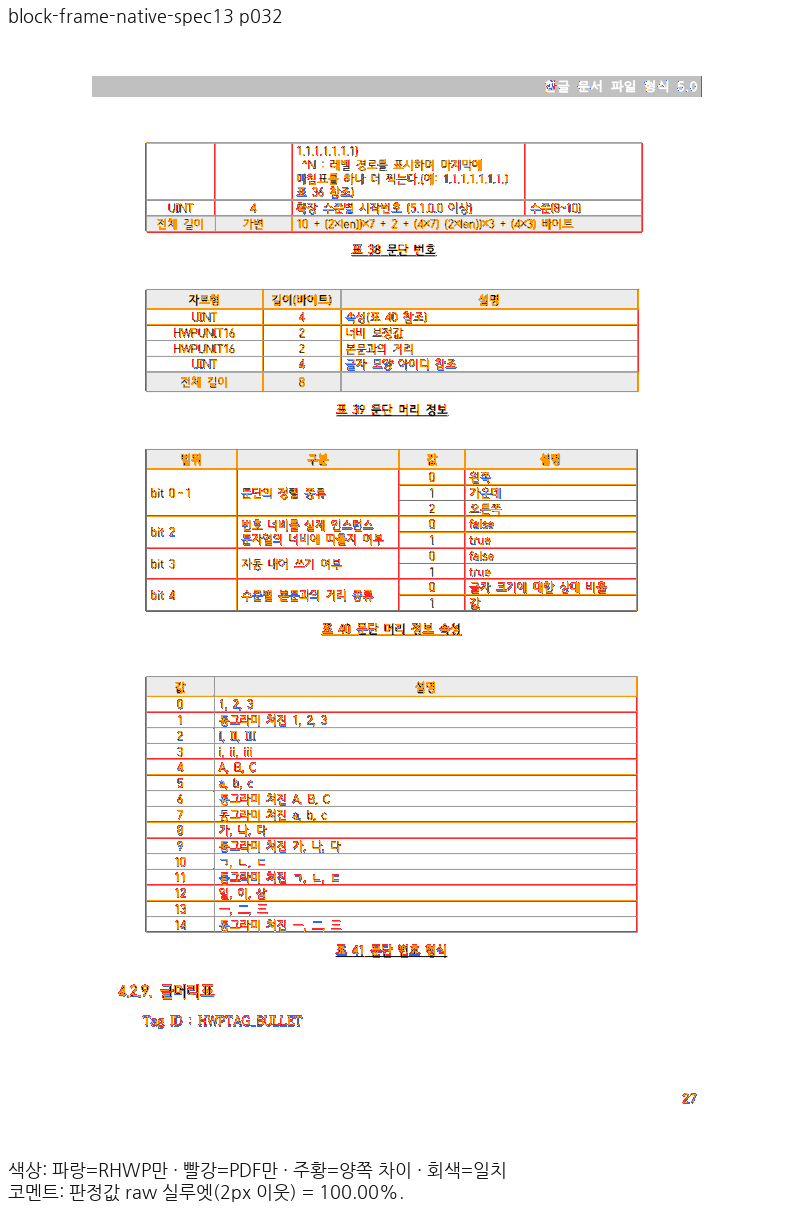 block-frame-native-spec13 p032
한글 문서 파일 형식 5.0
1.1.1.1.1.1.1)
^N : 레벨 경로를 표시하며 마지막에
마침표를 하나 더 찍는다.(예: 1.1.1.1.1.1.1.)
표 36 참조)
UINT 4 확장 수준별 시작번호 (5.1.0.0 이상) 수준(8~10)
전체 길이 가변 10 + (2×len)×7 + 2 + (4×7) (2×len)×3 + (4×3) 바이트
표 38 문단 번호
자료형 길이(바이트) 설명
UINT 4 속성(표 40 참조)
HWPUNIT16 2 너비 보정값
HWPUNIT16 2 본문과의 거리
UINT 4 글자 모양 아이디 참조
전체 길이 8
표 39 문단 머리 정보
범위 구분 값 설명
bit 0~1 문단의 정렬 종류 0 왼쪽
1 가운데
2 오른쪽
bit 2 번호 너비를 실제 인스턴스 문자열의 너비에 따를지 여부 0 false
1 true
bit 3 자동 내어 쓰기 여부 0 false
1 true
bit 4 수준별 본문과의 거리 종류 0 글자 크기에 대한 상대 비율
1 값
표 40 문단 머리 정보 속성
값 설명
0 1, 2, 3
1 동그라미 쳐진 1, 2, 3
2 I, II, III
3 i, ii, iii
4 A, B, C
5 a, b, c
6 동그라미 쳐진 A, B, C
7 동그라미 쳐진 a, b, c
8 가, 나, 다
9 동그라미 쳐진 가, 나, 다
10 ㄱ, ㄴ, ㄷ
11 동그라미 쳐진 ㄱ, ㄴ, ㄷ
12 일, 이, 삼
13 一, 二, 三
14 동그라미 쳐진 一, 二, 三
표 41 문단 번호 형식
4.2.9. 글머리표
Tag ID : HWPTAG_BULLET
27
색상: 파랑=RHWP만 · 빨강=PDF만 · 주황=양쪽 차이 · 회색=일치
코멘트: 판정값 raw 실루엣(2px 이웃) = 100.00%.